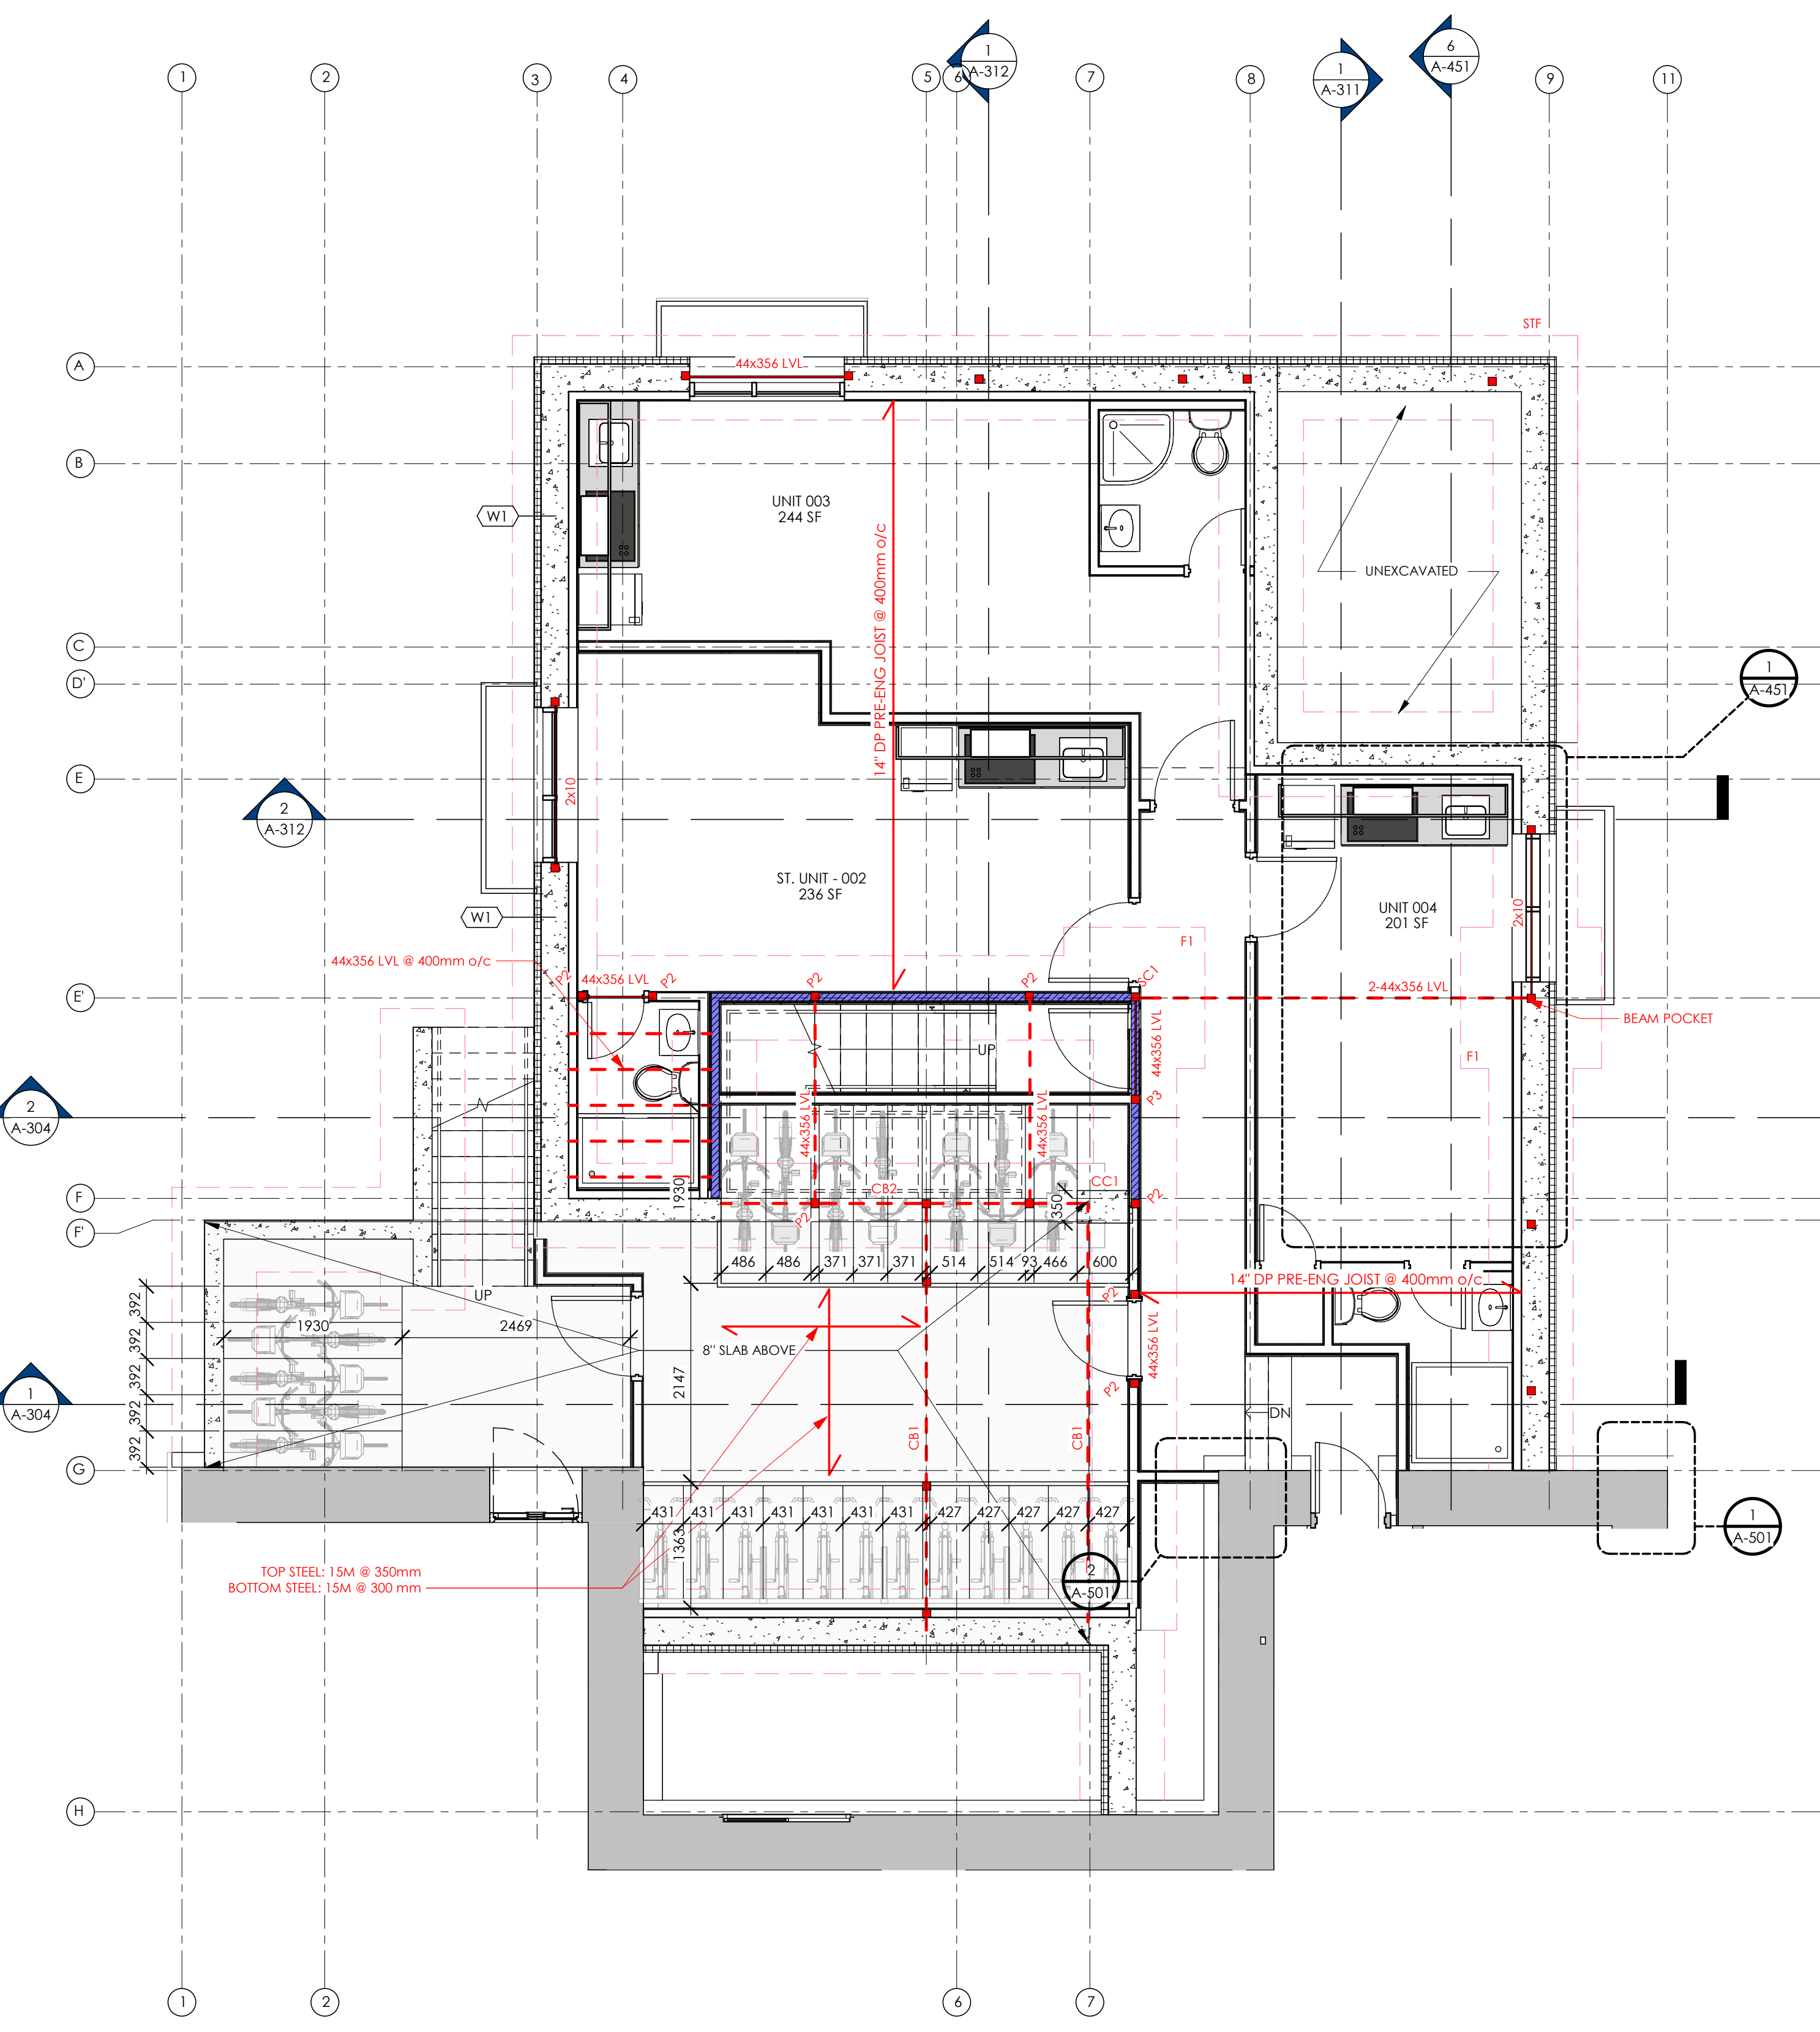 1
A-312
6
A-451
1
A-311
1
2
3
4
5
6
7
8
9
11
STF
A
44x356 LVL
B
UNIT 003
244 SF
W1
14" DP PRE-ENG JOIST @ 400mm o/c
UNEXCAVATED
C
D'
1
A-451
E
2x10
2
A-312
ST. UNIT - 002
236 SF
UNIT 004
201 SF
2x10
W1
F1
44x356 LVL @ 400mm o/c
P2
44x356 LVL
P2
P2
P2
SC1
E'
2-44x356 LVL
BEAM POCKET
UP
44x356 LVL
F1
P3
2
A-304
44x356 LVL
44x356 LVL
CC1
CB2
1930
350
P2
P2
F
F'
486
486
371
371
371
514
514
93
466
600
14" DP PRE-ENG JOIST @ 400mm o/c
P2
UP
392
392
392
392
392
1930
2469
8" SLAB ABOVE
2147
44x356 LVL
P2
1
A-304
DN
CB1
CB1
G
431
431
431
431
431
431
431
427
427
427
427
427
1363
1
A-501
TOP STEEL: 15M @ 350mm
BOTTOM STEEL: 15M @ 300 mm
2
A-501
H
1
2
6
7